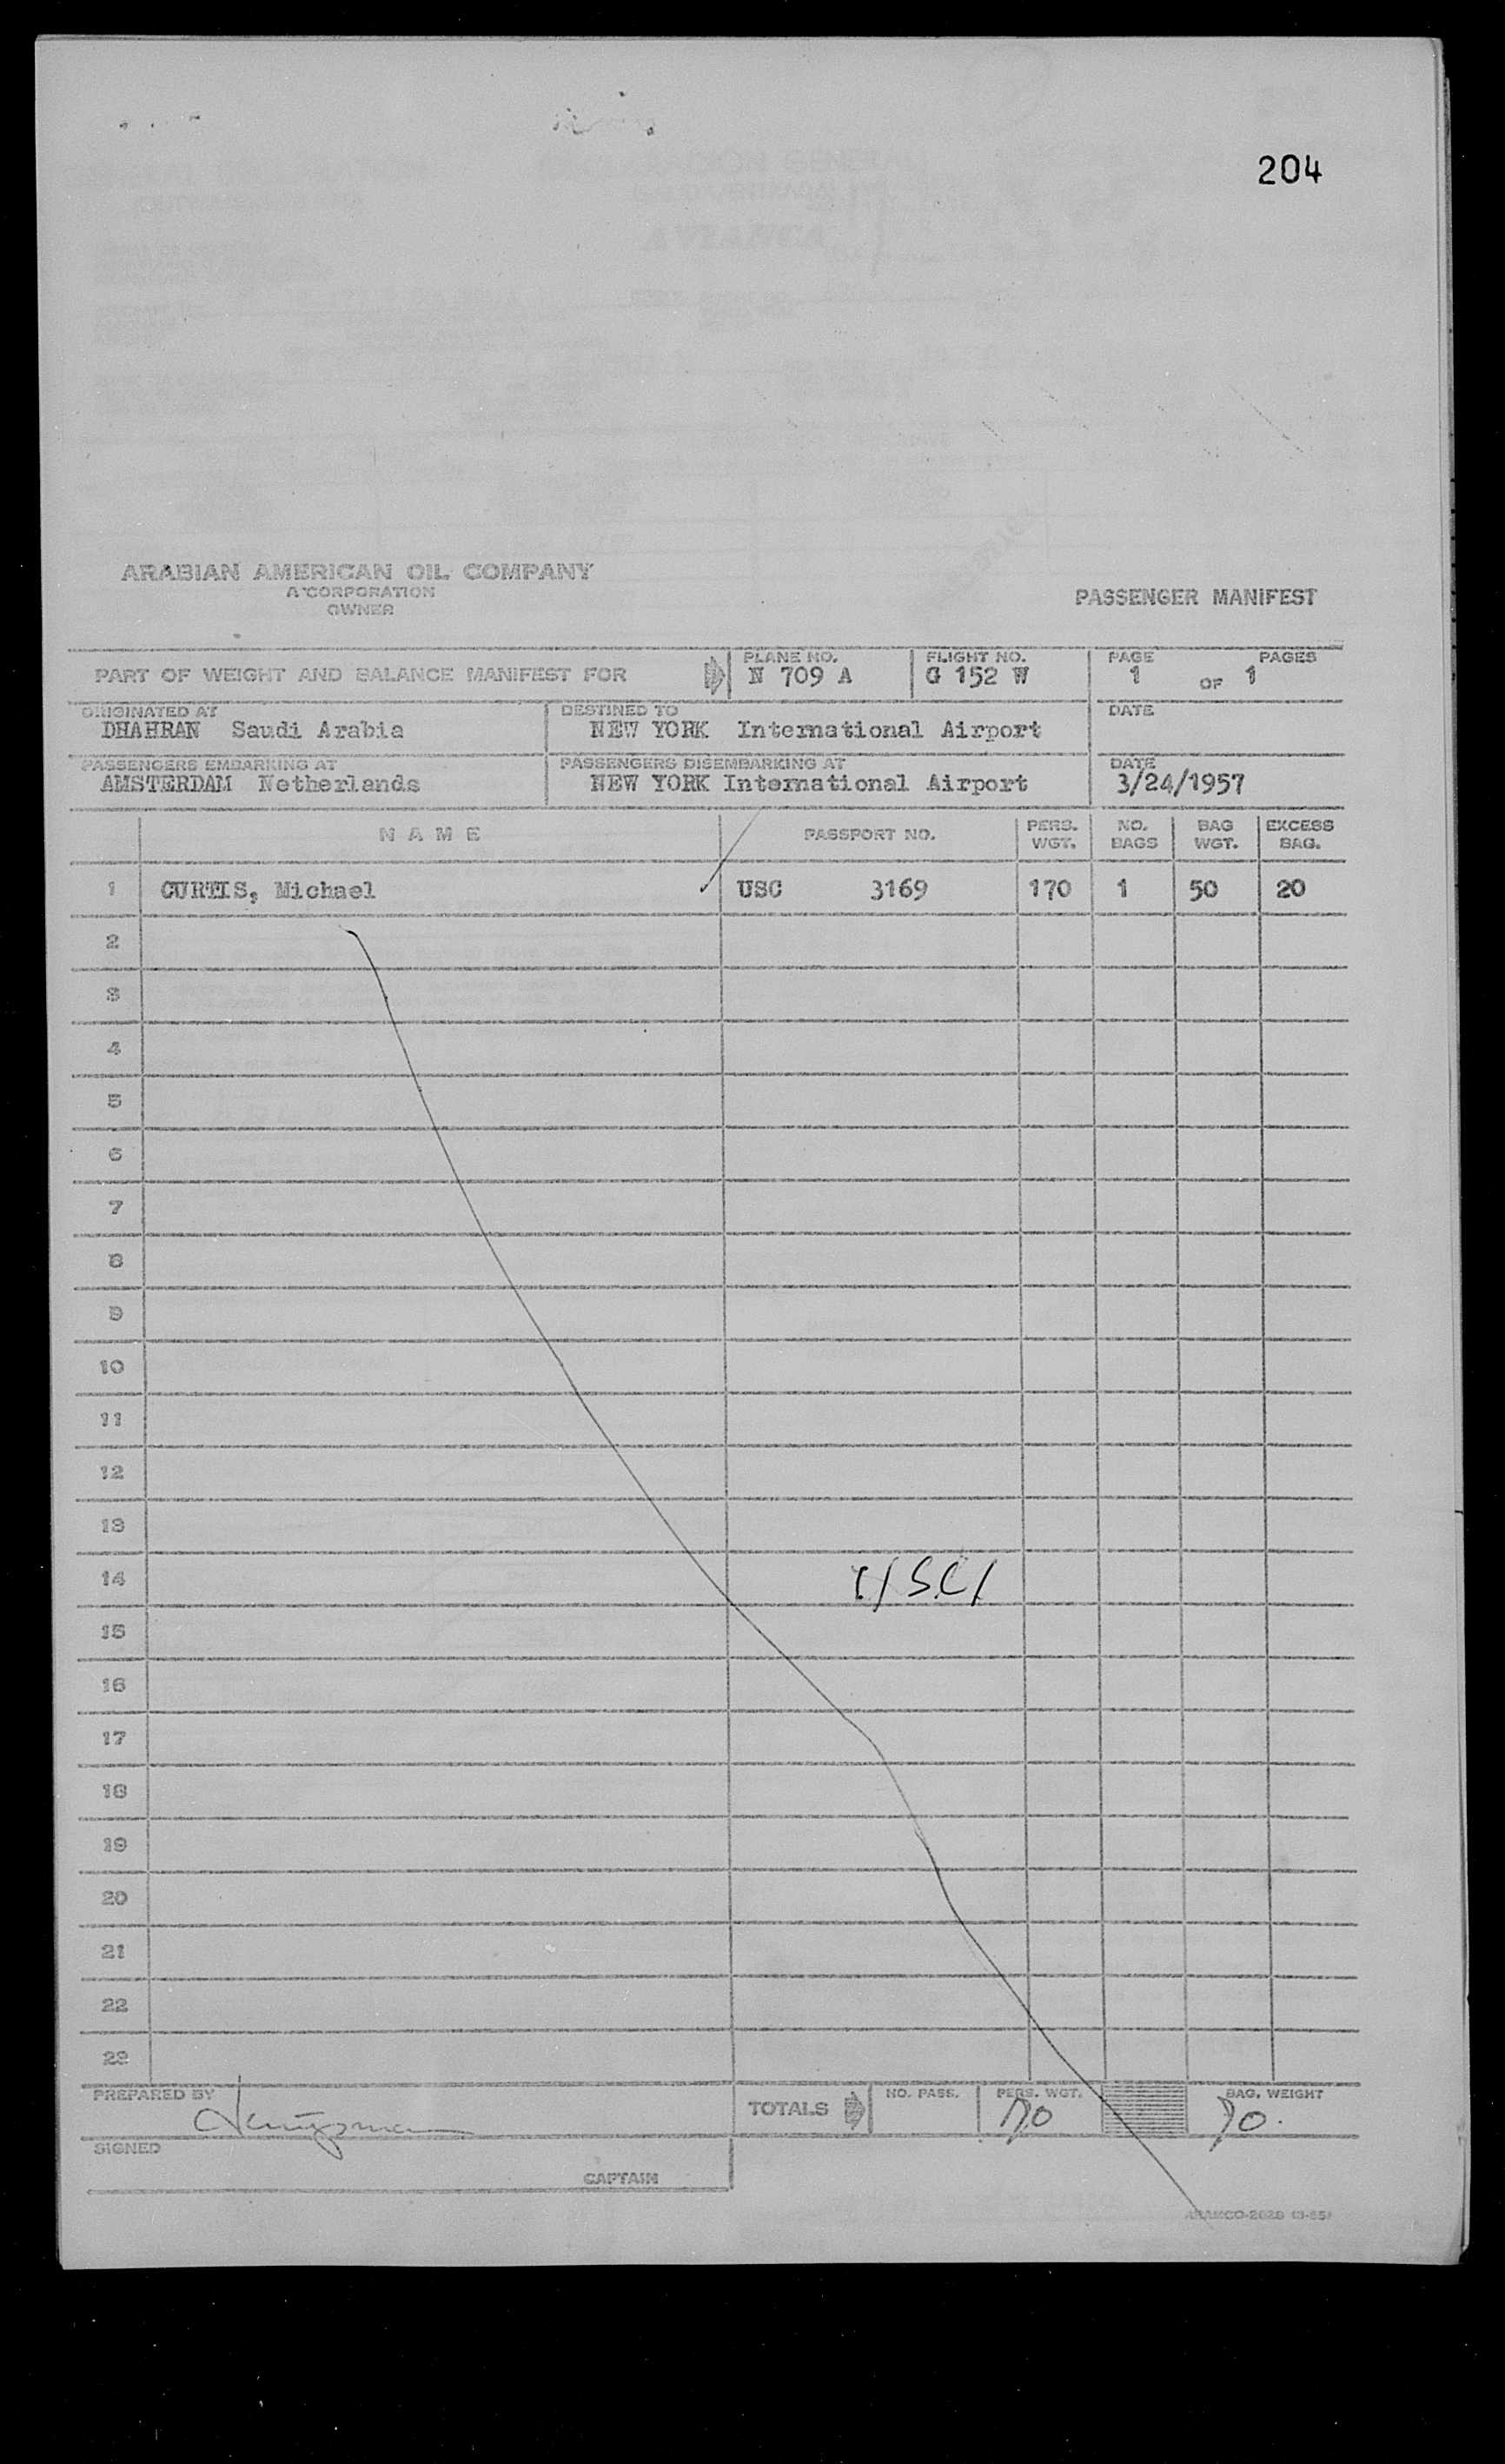 204
ARABIAN AMERICAN OIL COMPANY
A CORPORATION
OWNER
PASSENGER MANIFEST
PART OF WEIGHT AND BALANCE MANIFEST FOR
PLANE NO.
N 709 A
FLIGHT NO.
G 152 W
PAGE PAGES
1 OF 1
ORIGINATED AT
DHAHRAN Saudi Arabia
DESTINED TO
NEW YORK International Airport
DATE
PASSENGERS EMBARKING AT
AMSTERDAM Netherlands
PASSENGERS DISEMBARKING AT
NEW YORK International Airport
DATE
3/24/1957
NAME PASSPORT NO. PERS. WGT. NO. BAGS BAG WGT. EXCESS BAG.
1 CURTIS, Michael USC 3169 170 1 50 20
2
3
4
5
6
7
8
9
10
11
12
13
14
15
16
17
18
19
20
21
22
23
PREPARED BY
TOTALS
NO. PASS.
PERS. WGT.
170
BAG. WEIGHT
70.
SIGNED
CAPTAIN